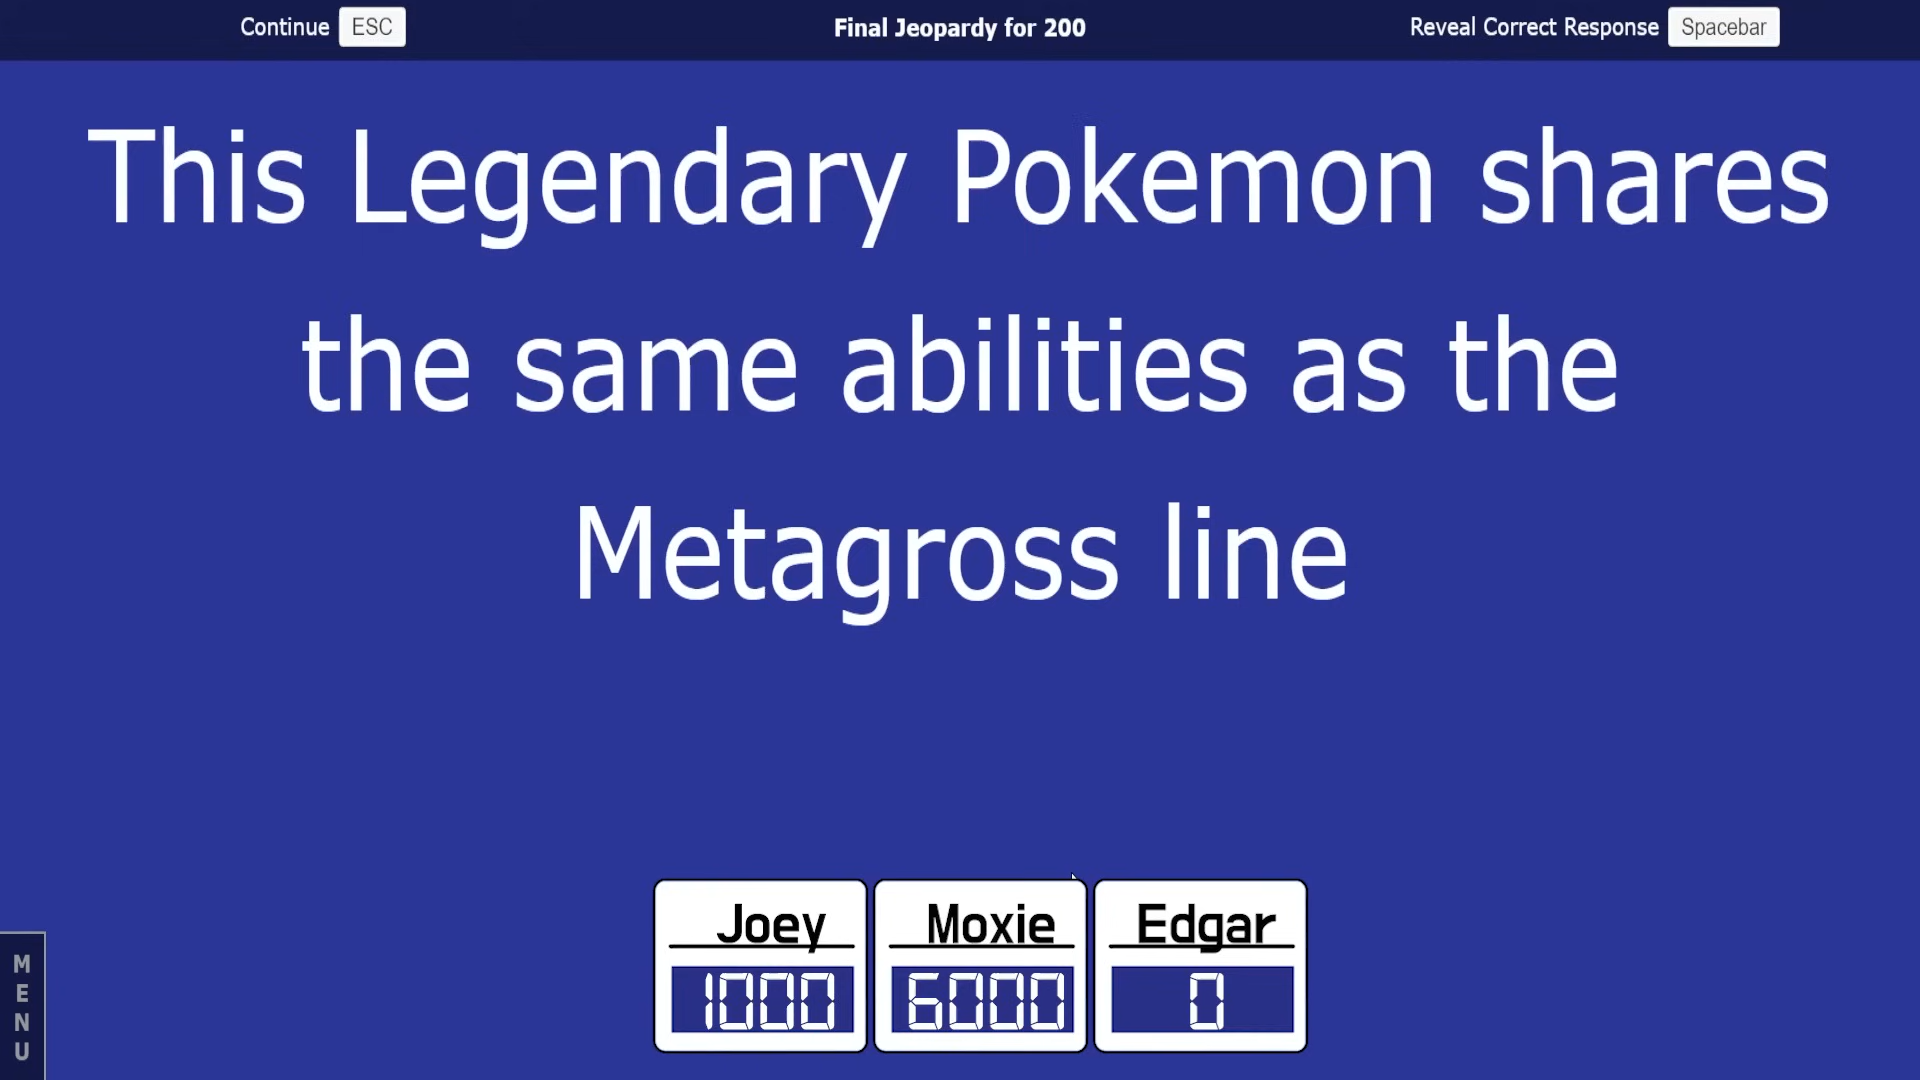 Continue ESC
Final Jeopardy for 200
Reveal Correct Response Spacebar
This Legendary Pokemon shares
the same abilities as the
Metagross line
Joey
1000
Moxie
6000
Edgar
0
MENU